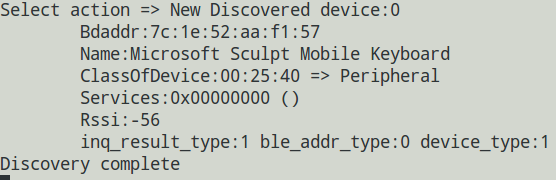 Select action => New Discovered device:0
Bdaddr:7c:1e:52:aa:f1:57
Name:Microsoft Sculpt Mobile Keyboard
ClassOfDevice:00:25:40 => Peripheral
Services:0x00000000 ()
Rssi:-56
inq_result_type:1 ble_addr_type:0 device_type:1
Discovery complete